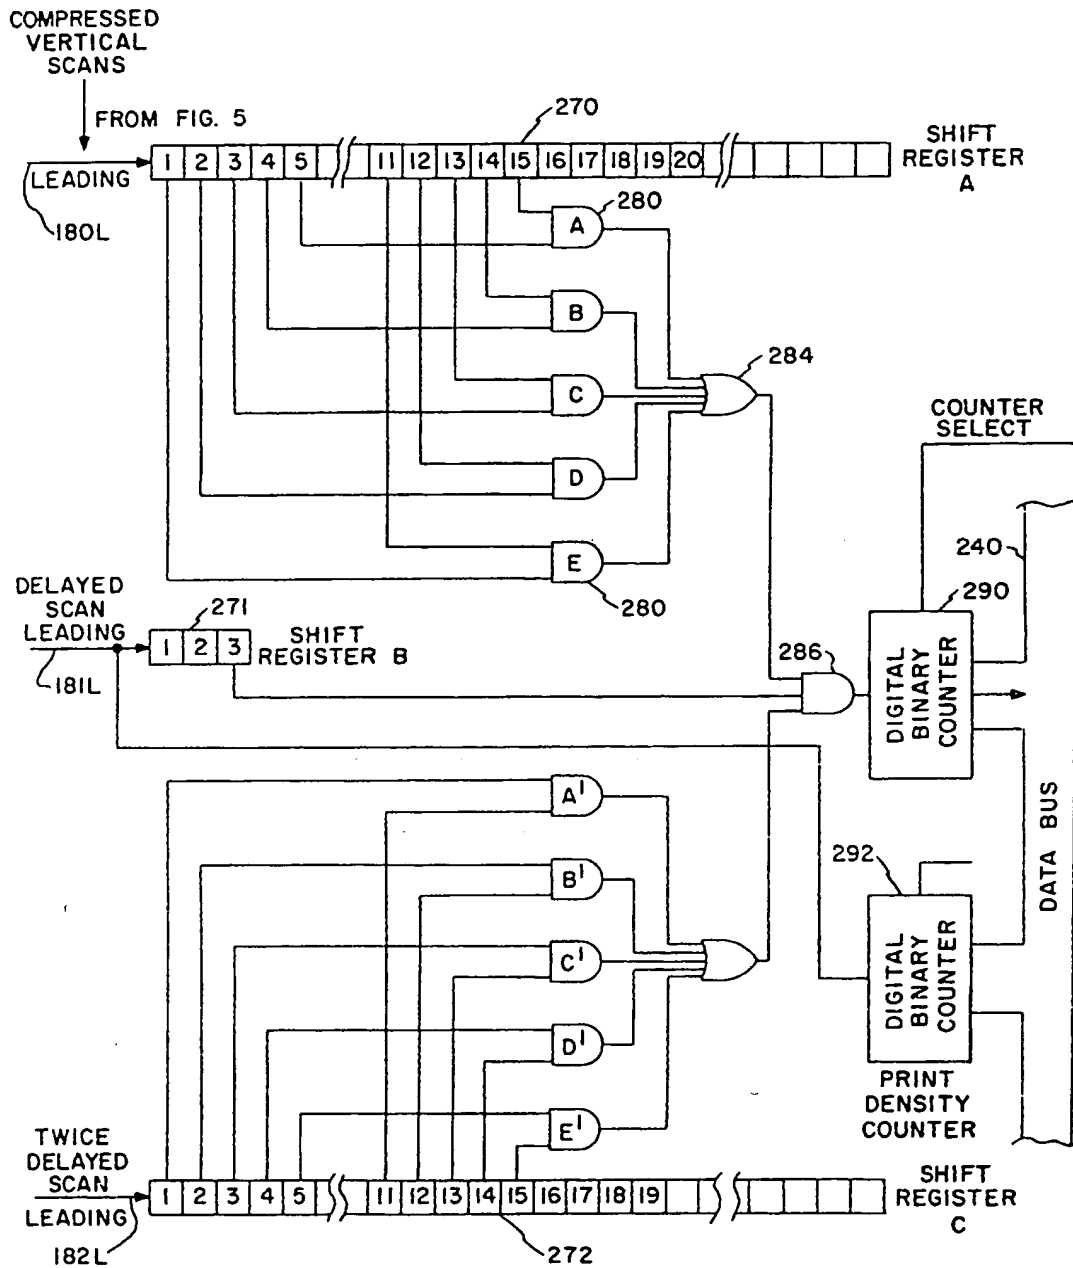 COMPRESSED
VERTICAL
SCANS
FROM FIG. 5
270
1 2 3 4 5 11 12 13 14 15 16 17 18 19 20
SHIFT
REGISTER
A
LEADING
180L
280
A
B
284
C
COUNTER
SELECT
D
240
E
280
290
DELAYED
SCAN
LEADING
271
1 2 3
SHIFT
REGISTER B
181L
286
DIGITAL
BINARY
COUNTER
A'
B'
292
DATA BUS
C'
DIGITAL
BINARY
COUNTER
D'
PRINT
DENSITY
COUNTER
E'
TWICE
DELAYED
SCAN
LEADING
1 2 3 4 5 11 12 13 14 15 16 17 18 19
SHIFT
REGISTER
C
182L
272